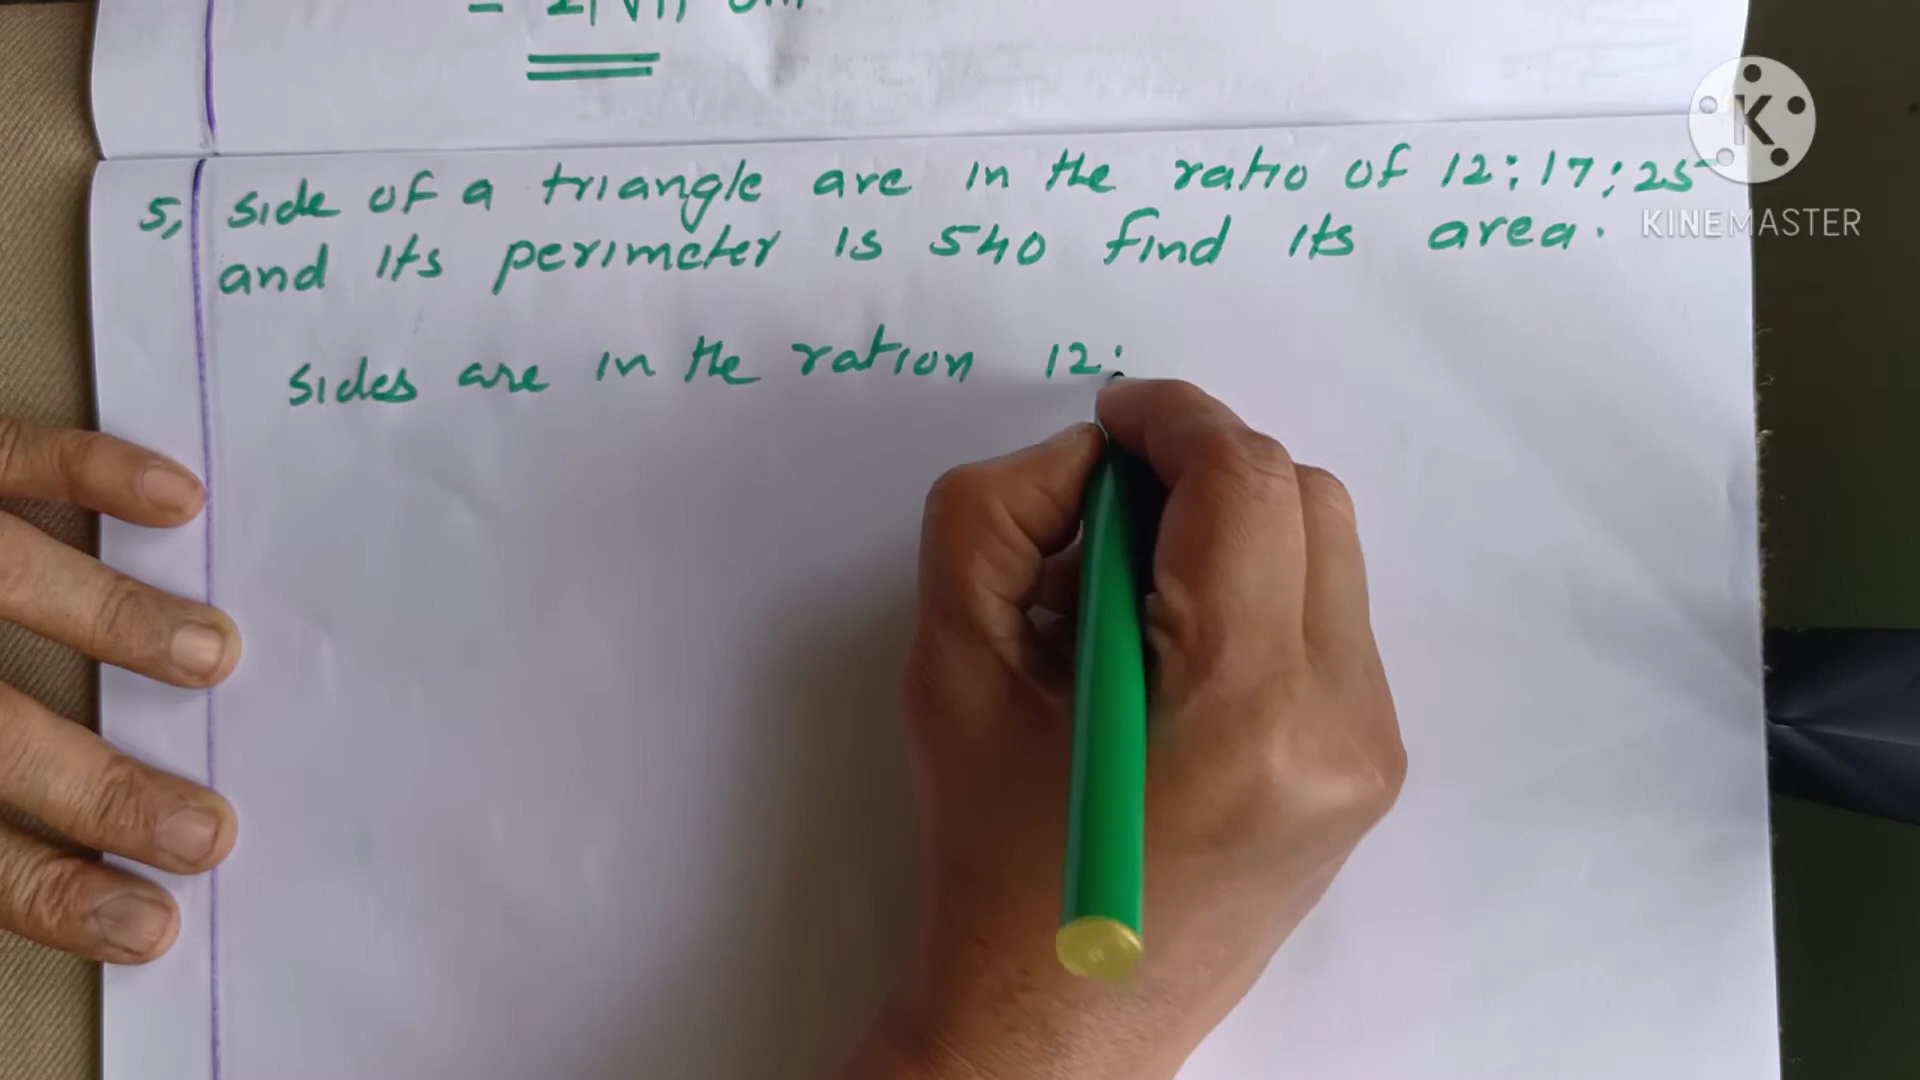 5, side of a triangle are in the ratio of 12:17:25
and its perimeter is 540 find its area.
sides are in the ration 12:
K
KINEMASTER